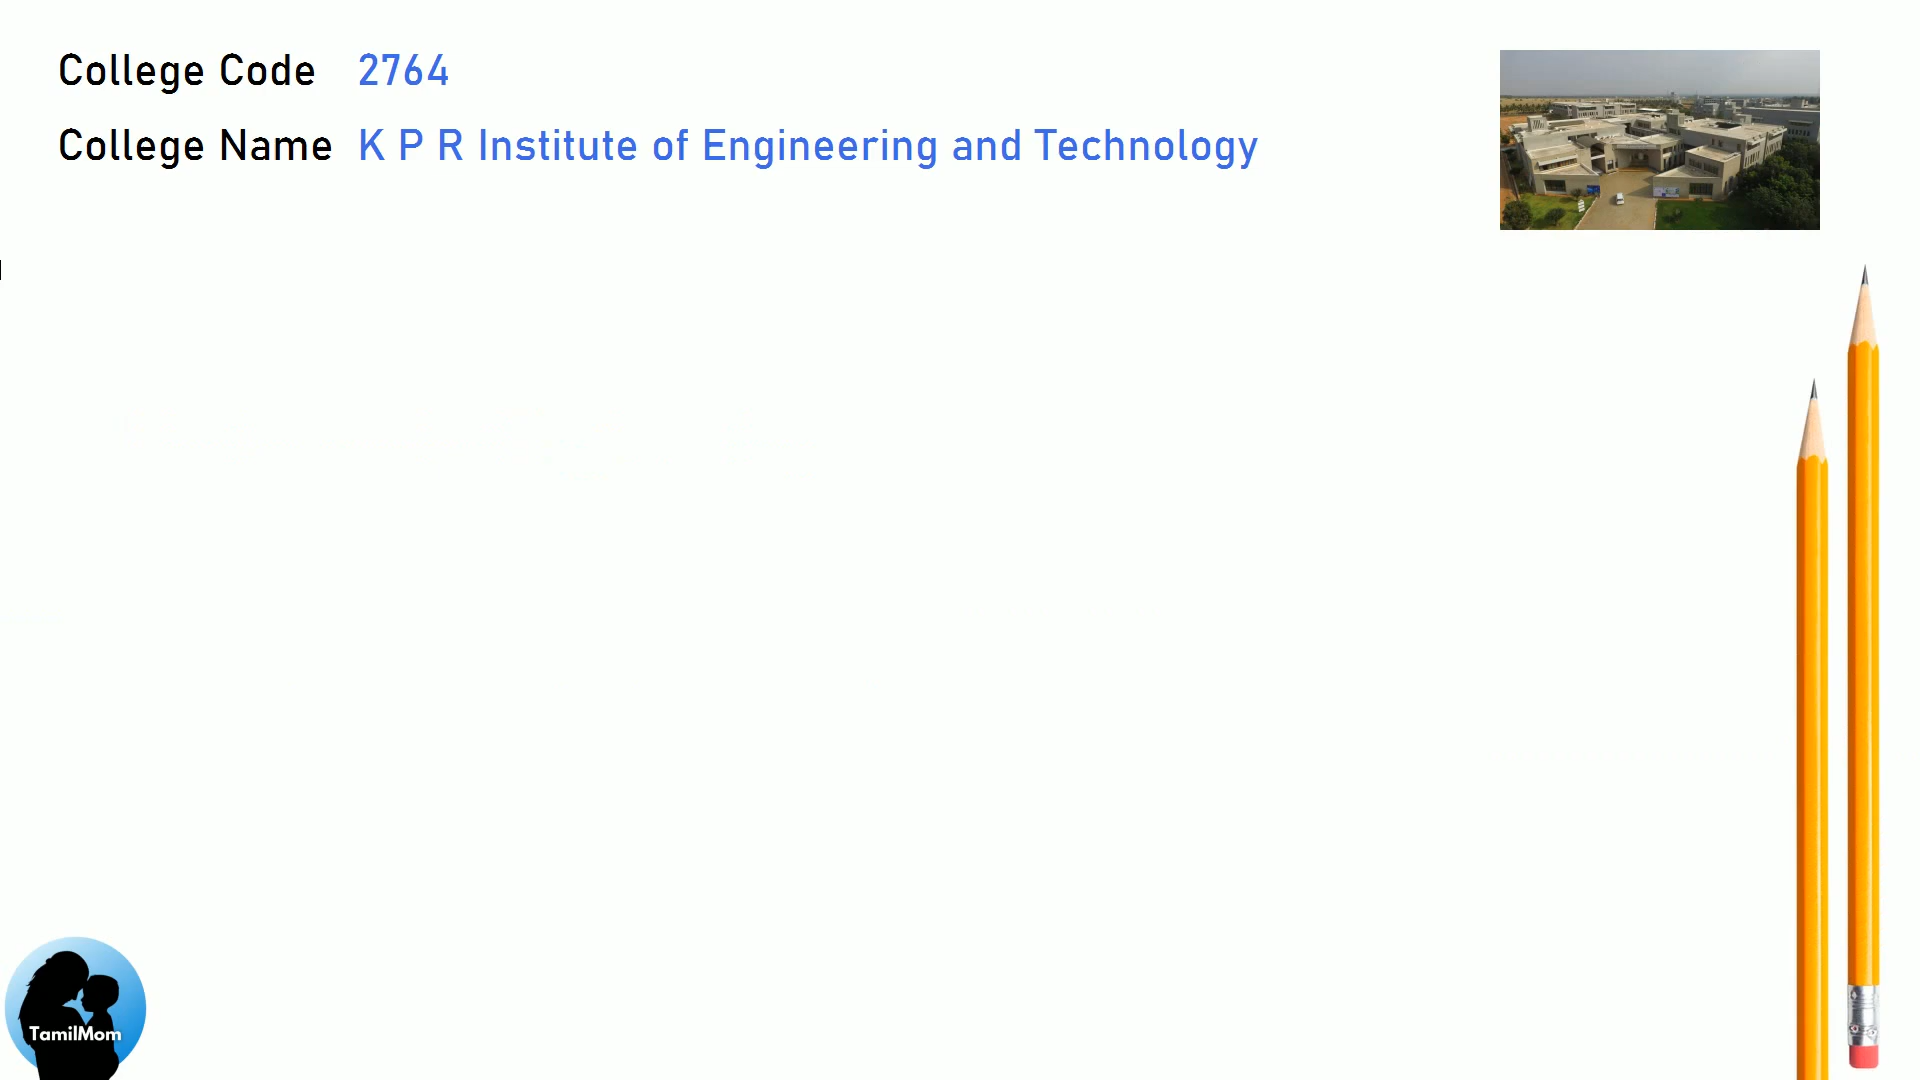 College Code 2764
College Name K P R Institute of Engineering and Technology
TamilMom